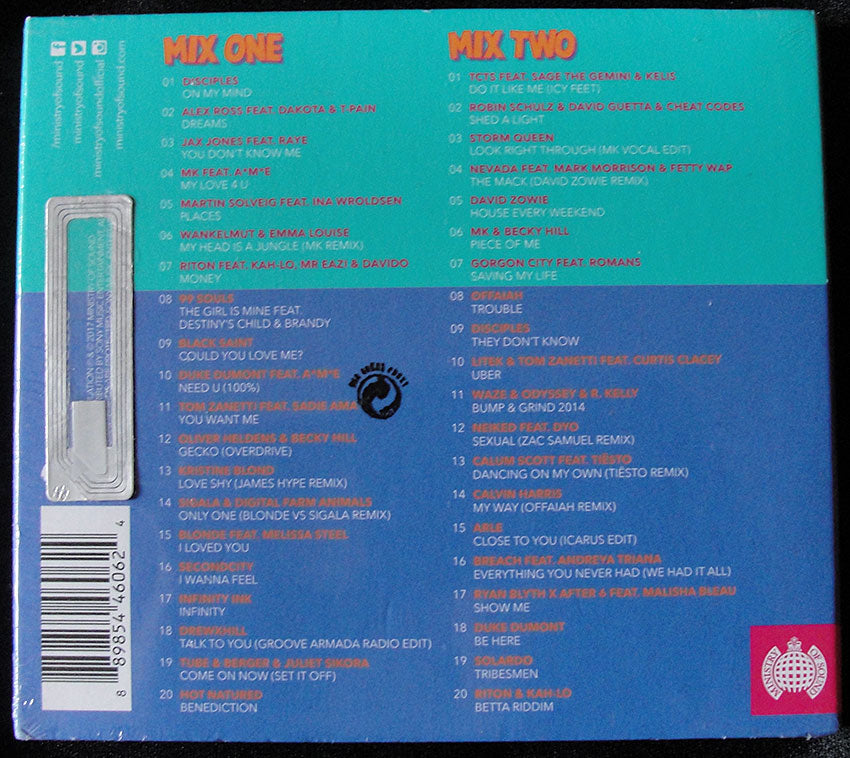 /ministryofsound
ministryofsound
ministryofsoundofficial
ministryofsound.com
MIX ONE
01 DISCIPLES
ON MY MIND
02 ALEX ROSS FEAT. DAKOTA & T-PAIN
DREAMS
03 JAX JONES FEAT. RAYE
YOU DON'T KNOW ME
04 MK FEAT. A*M*E
MY LOVE 4 U
05 MARTIN SOLVEIG FEAT. INA WROLDSEN
PLACES
06 WANKELMUT & EMMA LOUISE
MY HEAD IS A JUNGLE (MK REMIX)
07 RITON FEAT. KAH-LO, MR EAZI & DAVIDO
MONEY
08 99 SOULS
THE GIRL IS MINE FEAT.
DESTINY'S CHILD & BRANDY
09 BLACK SAINT
COULD YOU LOVE ME?
10 DUKE DUMONT FEAT. A*M*E
NEED U (100%)
11 TOM ZANETTI FEAT. SADIE AMA
YOU WANT ME
12 OLIVER HELDENS & BECKY HILL
GECKO (OVERDRIVE)
13 KRISTINE BLOND
LOVE SHY (JAMES HYPE REMIX)
14 SIGALA & DIGITAL FARM ANIMALS
ONLY ONE (BLONDE VS SIGALA REMIX)
15 BLONDE FEAT. MELISSA STEEL
I LOVED YOU
16 SECONDCITY
I WANNA FEEL
17 INFINITY INK
INFINITY
18 DREWXHILL
TALK TO YOU (GROOVE ARMADA RADIO EDIT)
19 TUBE & BERGER & JULIET SIKORA
COME ON NOW (SET IT OFF)
20 HOT NATURED
BENEDICTION
MIX TWO
01 TCTS FEAT. SAGE THE GEMINI & KELIS
DO IT LIKE ME (ICY FEET)
02 ROBIN SCHULZ & DAVID GUETTA & CHEAT CODES
SHED A LIGHT
03 STORM QUEEN
LOOK RIGHT THROUGH (MK VOCAL EDIT)
04 NEVADA FEAT. MARK MORRISON & FETTY WAP
THE MACK (DAVID ZOWIE REMIX)
05 DAVID ZOWIE
HOUSE EVERY WEEKEND
06 MK & BECKY HILL
PIECE OF ME
07 GORGON CITY FEAT. ROMANS
SAVING MY LIFE
08 OFFAIAH
TROUBLE
09 DISCIPLES
THEY DON'T KNOW
10 LITEK & TOM ZANETTI FEAT. CURTIS CLACEY
UBER
11 WAZE & ODYSSEY & R. KELLY
BUMP & GRIND 2014
12 NEIKED FEAT. DYO
SEXUAL (ZAC SAMUEL REMIX)
13 CALUM SCOTT FEAT. TIËSTO
DANCING ON MY OWN (TIËSTO REMIX)
14 CALVIN HARRIS
MY WAY (OFFAIAH REMIX)
15 ARLE
CLOSE TO YOU (ICARUS EDIT)
16 BREACH FEAT. ANDREYA TRIANA
EVERYTHING YOU NEVER HAD (WE HAD IT ALL)
17 RYAN BLYTH X AFTER 6 FEAT. MALISHA BLEAU
SHOW ME
18 DUKE DUMONT
BE HERE
19 SOLARDO
TRIBESMEN
20 RITON & KAH-LO
BETTA RIDDIM
2017 MINISTRY OF SOUND
BY SONY MUSIC ENTERTAINMENT
8 89854 46062 4
MINISTRY OF SOUND